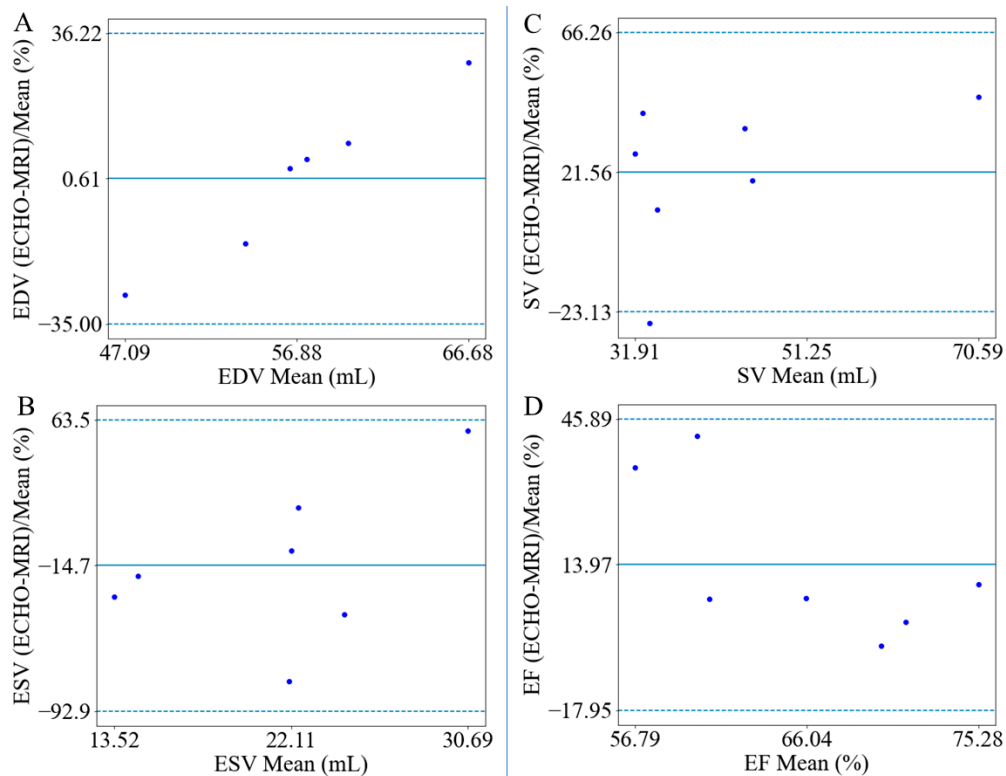 A
EDV (ECHO-MRI)/Mean (%)
36.22
0.61
−35.00
47.09 56.88 66.68
EDV Mean (mL)
B
ESV (ECHO-MRI)/Mean (%)
63.5
−14.7
−92.9
13.52 22.11 30.69
ESV Mean (mL)
C
SV (ECHO-MRI)/Mean (%)
66.26
21.56
−23.13
31.91 51.25 70.59
SV Mean (mL)
D
EF (ECHO-MRI)/Mean (%)
45.89
13.97
−17.95
56.79 66.04 75.28
EF Mean (%)